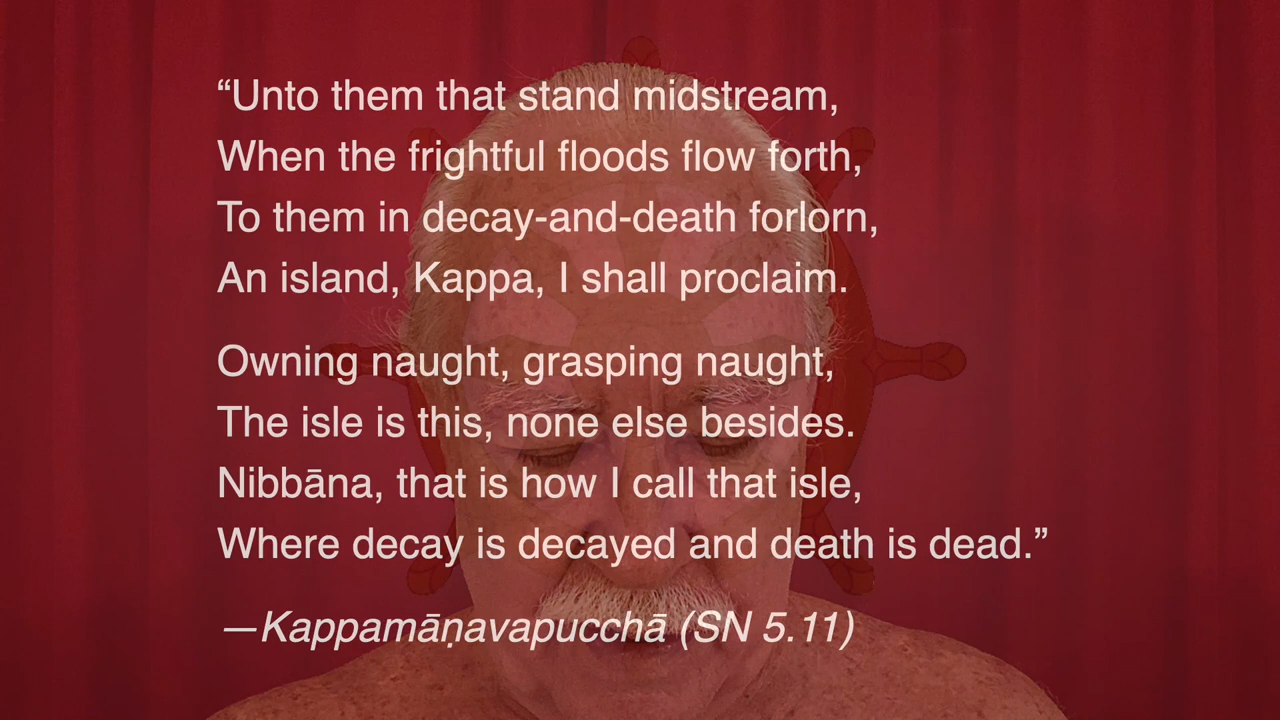 “Unto them that stand midstream,
When the frightful floods flow forth,
To them in decay-and-death forlorn,
An island, Kappa, I shall proclaim.
Owning naught, grasping naught,
The isle is this, none else besides.
Nibbāna, that is how I call that isle,
Where decay is decayed and death is dead.”
—Kappamāṇavapucchā (SN 5.11)